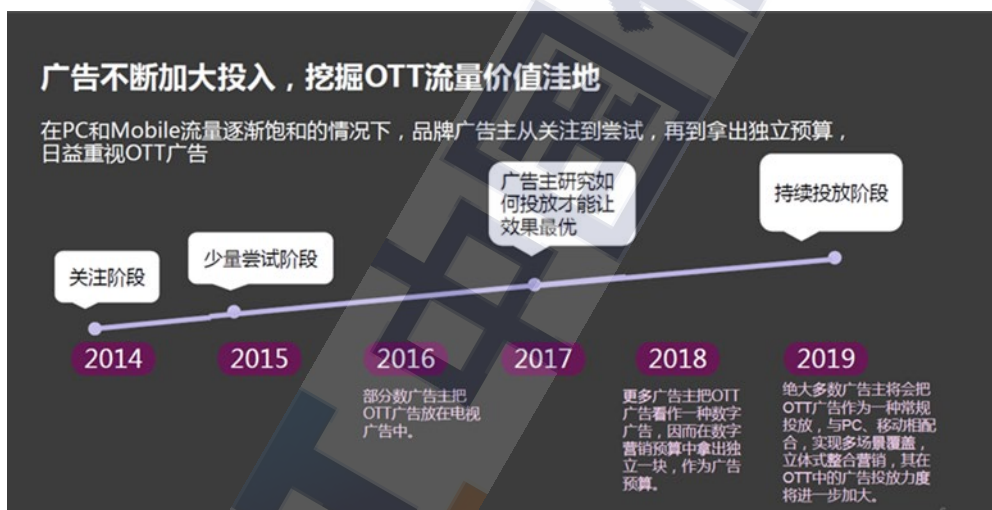 广告不断加大投入，挖掘OTT流量价值洼地
在PC和Mobile流量逐渐饱和的情况下，品牌广告主从关注到尝试，再到拿出独立预算，
日益重视OTT广告
关注阶段
少量尝试阶段
广告主研究如
何投放才能让
效果最优
持续投放阶段
2014
2015
2016
2017
2018
2019
部分数广告主把
OTT广告放在电视
广告中。
更多广告主把OTT
广告看作一种数字
广告，因而在数字
营销预算中拿出独
立一块，作为广告
预算。
绝大多数广告主将会把
OTT广告作为一种常规
投放，与PC、移动相配
合，实现多场景覆盖，
立体式整合营销，其在
OTT中的广告投放力度
将进一步加大。